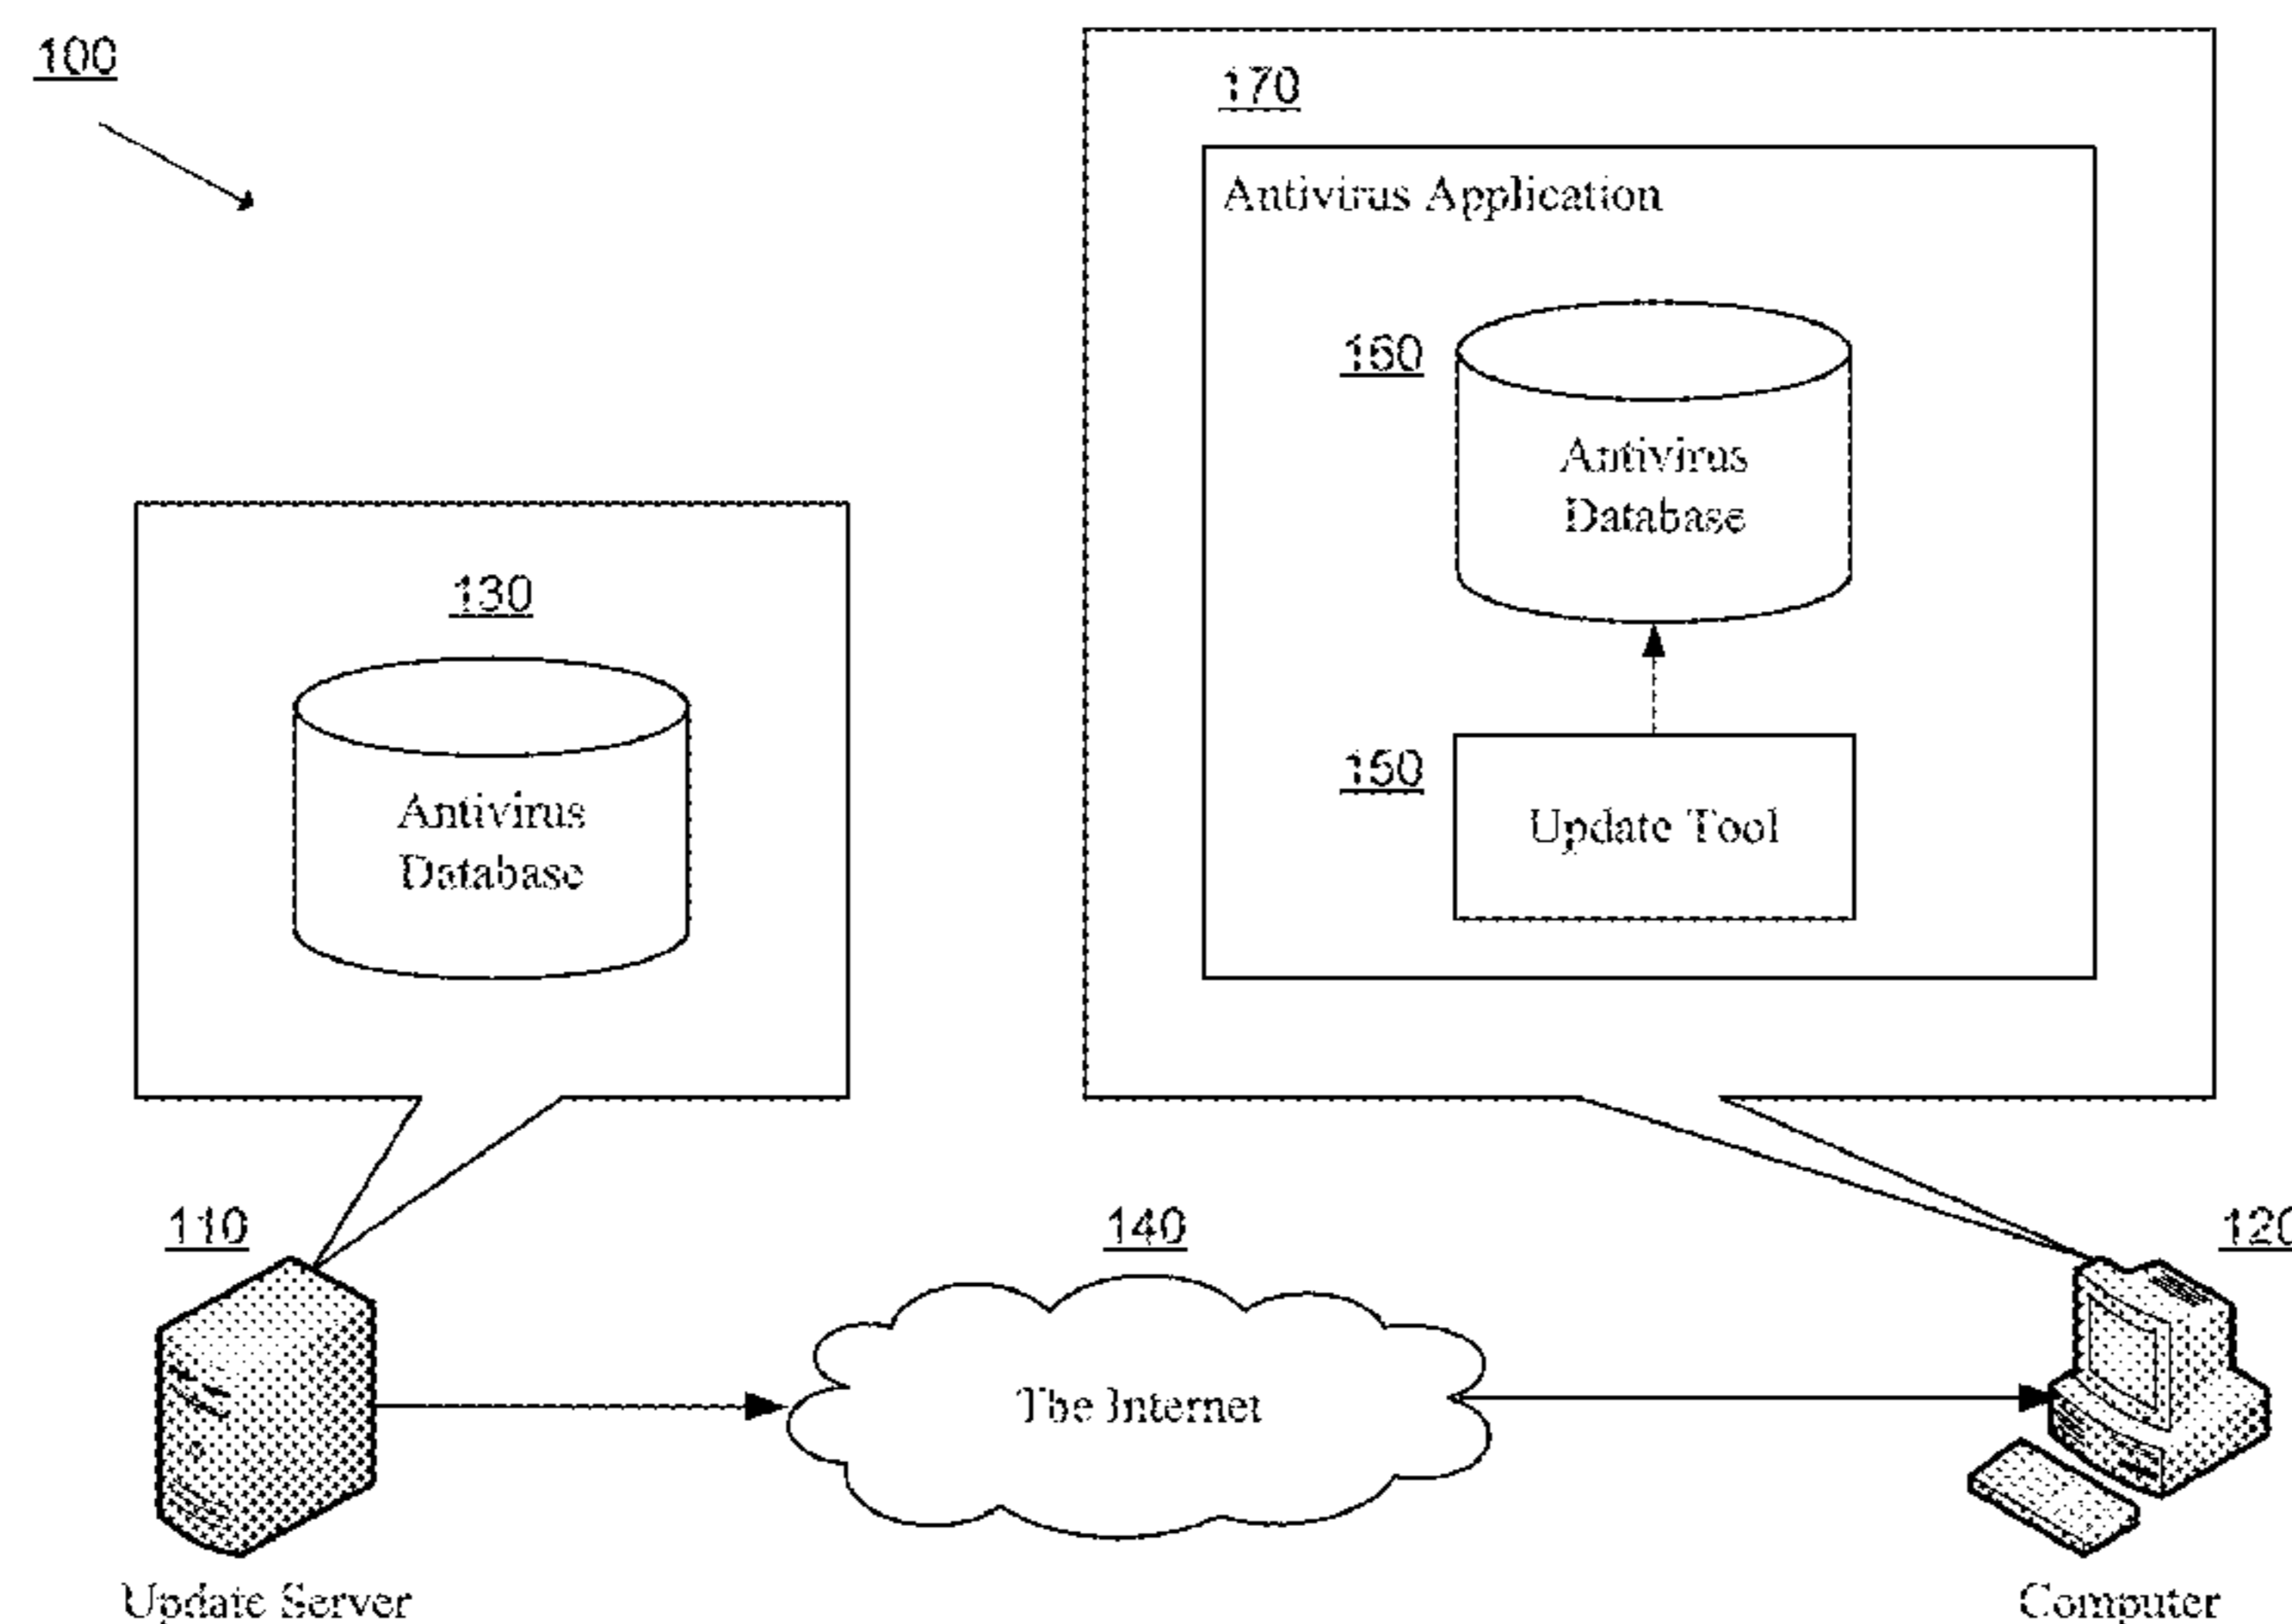 100
170
Antivirus Application
160
Antivirus
Database
130
150
Update Tool
Antivirus
Database
110
140
120
The Internet
Update Server
Computer